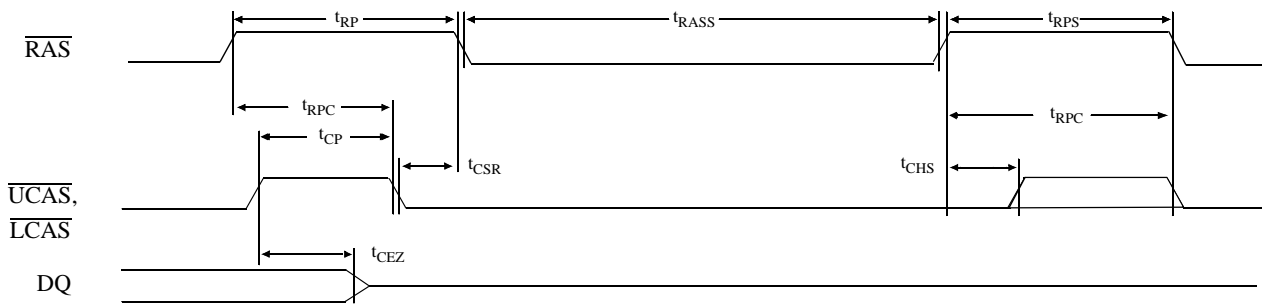 tRP
tRASS
tRPS
RAS
tRPC
tRPC
tCP
tCSR
tCHS
UCAS,
LCAS
tCEZ
DQ